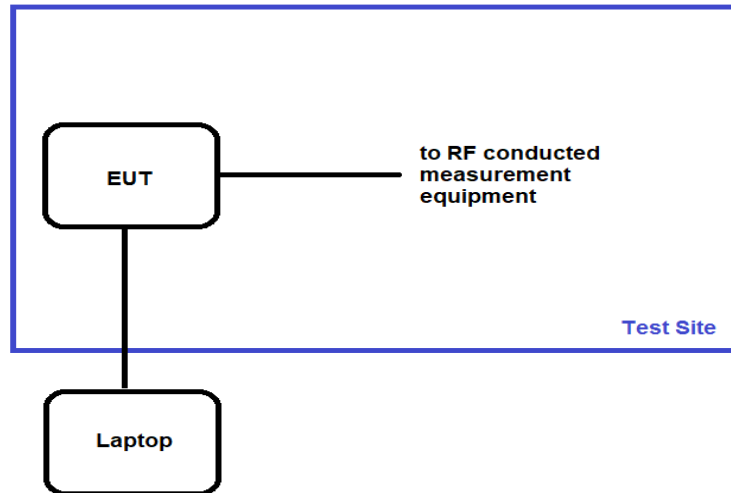 EUT
to RF conducted
measurement
equipment
Test Site
Laptop